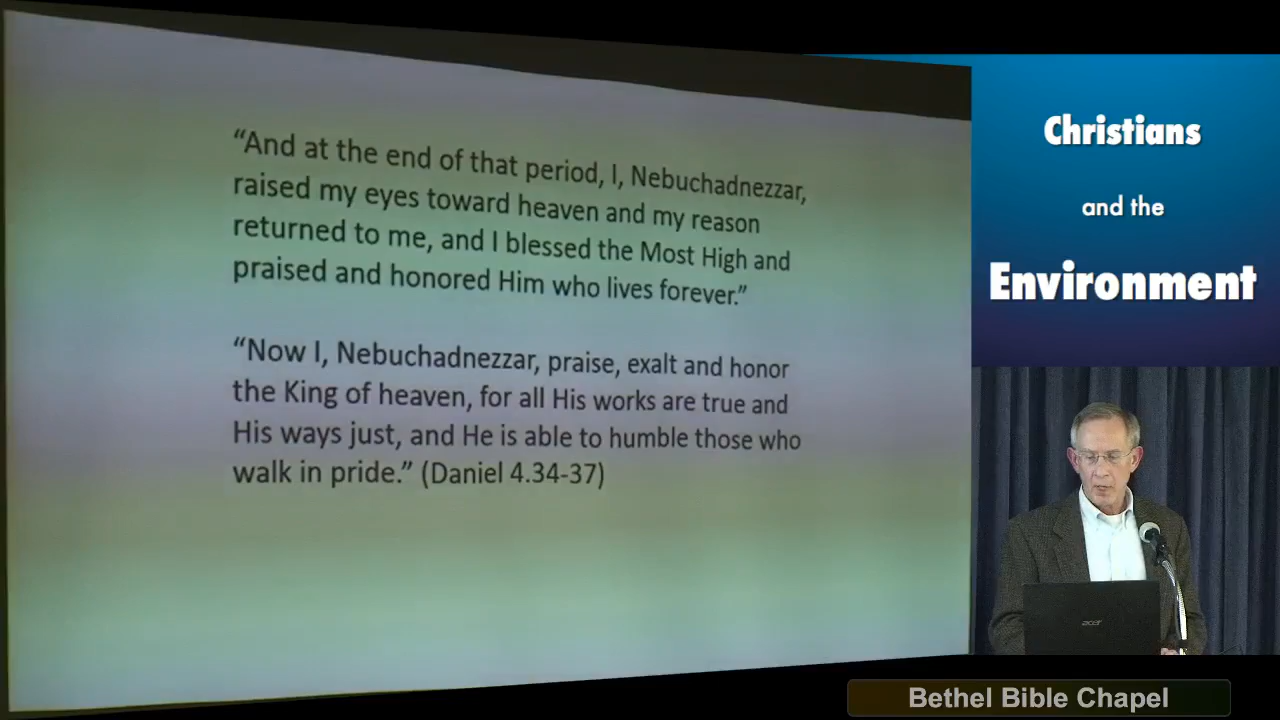 “And at the end of that period, I, Nebuchadnezzar,
raised my eyes toward heaven and my reason
returned to me, and I blessed the Most High and
praised and honored Him who lives forever.”
“Now I, Nebuchadnezzar, praise, exalt and honor
the King of heaven, for all His works are true and
His ways just, and He is able to humble those who
walk in pride.” (Daniel 4.34-37)
Christians
and the
Environment
acer
Bethel Bible Chapel